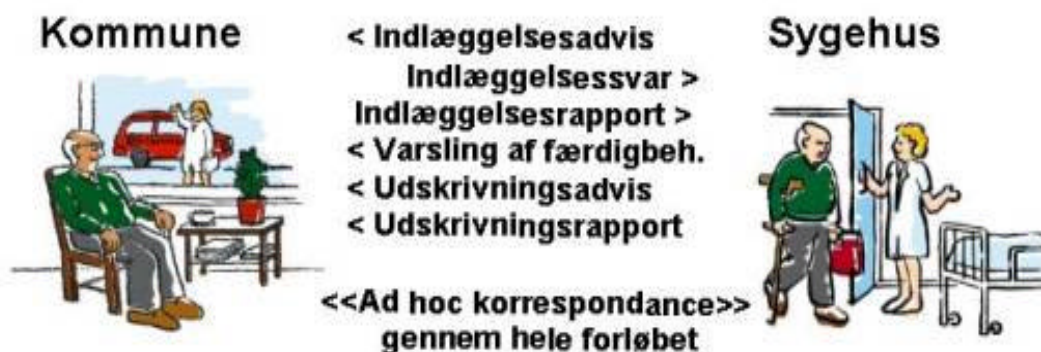 Kommune
< Indlæggelsesadvis
Sygehus
Indlæggelsessvar >
Indlæggelsesrapport >
< Varsling af færdigbeh.
< Udskrivningsadvis
< Udskrivningsrapport
<<Ad hoc korrespondance>>
gennem hele forløbet